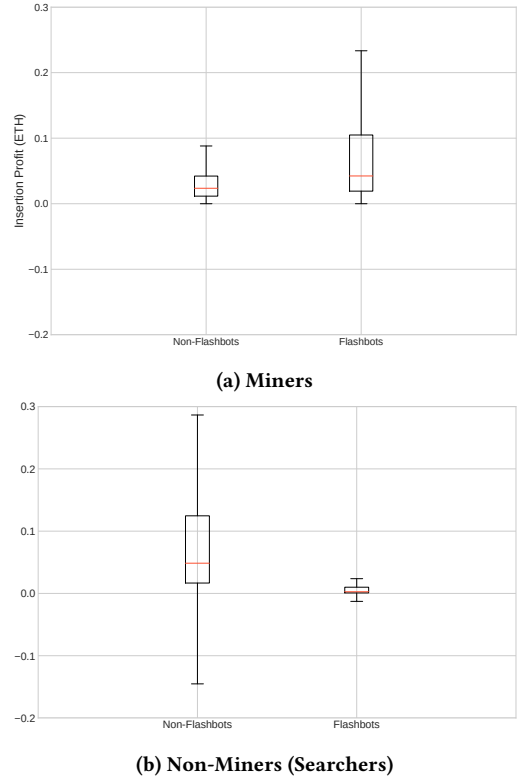 0.3
0.2
0.1
0.0
−0.1
−0.2
Insertion Profit (ETH)
Non-Flashbots Flashbots
(a) Miners
0.3
0.2
0.1
0.0
−0.1
−0.2
Non-Flashbots Flashbots
(b) Non-Miners (Searchers)